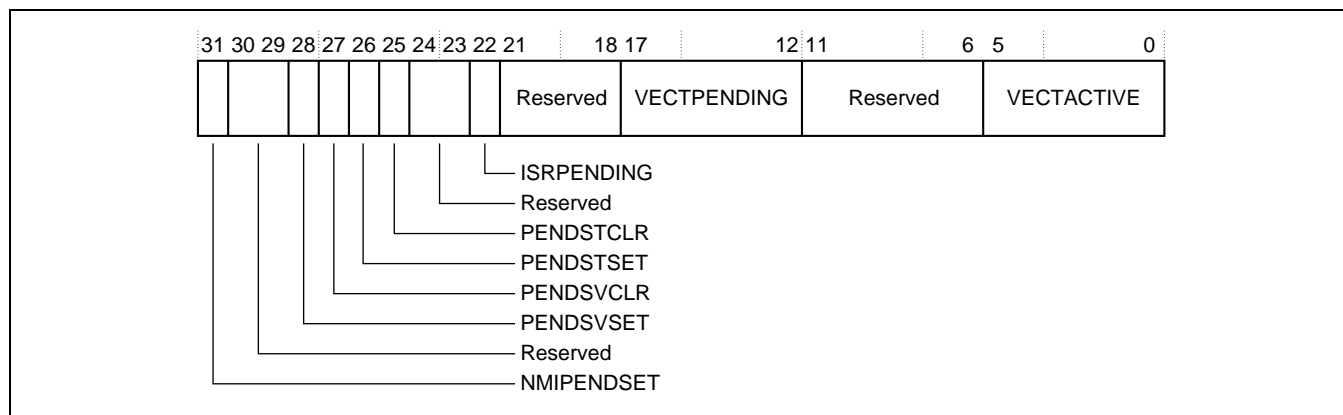 31 30 29 28 27 26 25 24 23 22 21 18 17 12 11 6 5 0
Reserved VECTPENDING Reserved VECTACTIVE
ISRPENDING
Reserved
PENDSTCLR
PENDSTSET
PENDSVCLR
PENDSVSET
Reserved
NMIPENDSET